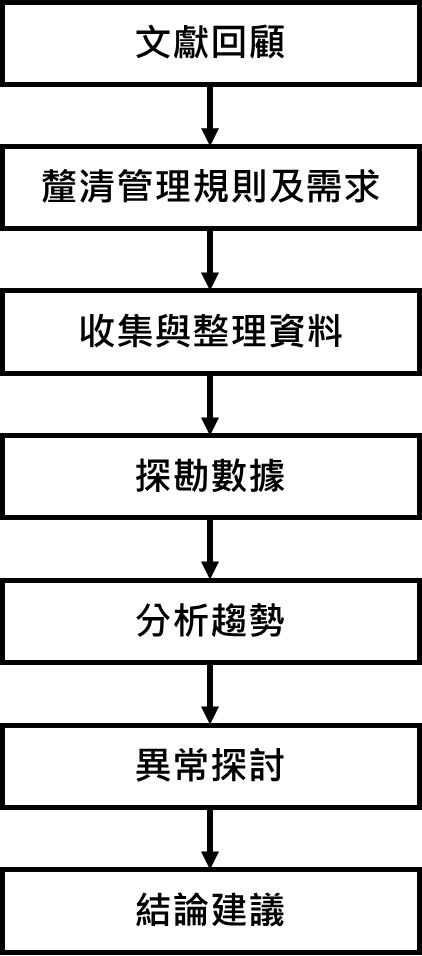 文獻回顧
釐清管理規則及需求
收集與整理資料
探勘數據
分析趨勢
異常探討
結論建議